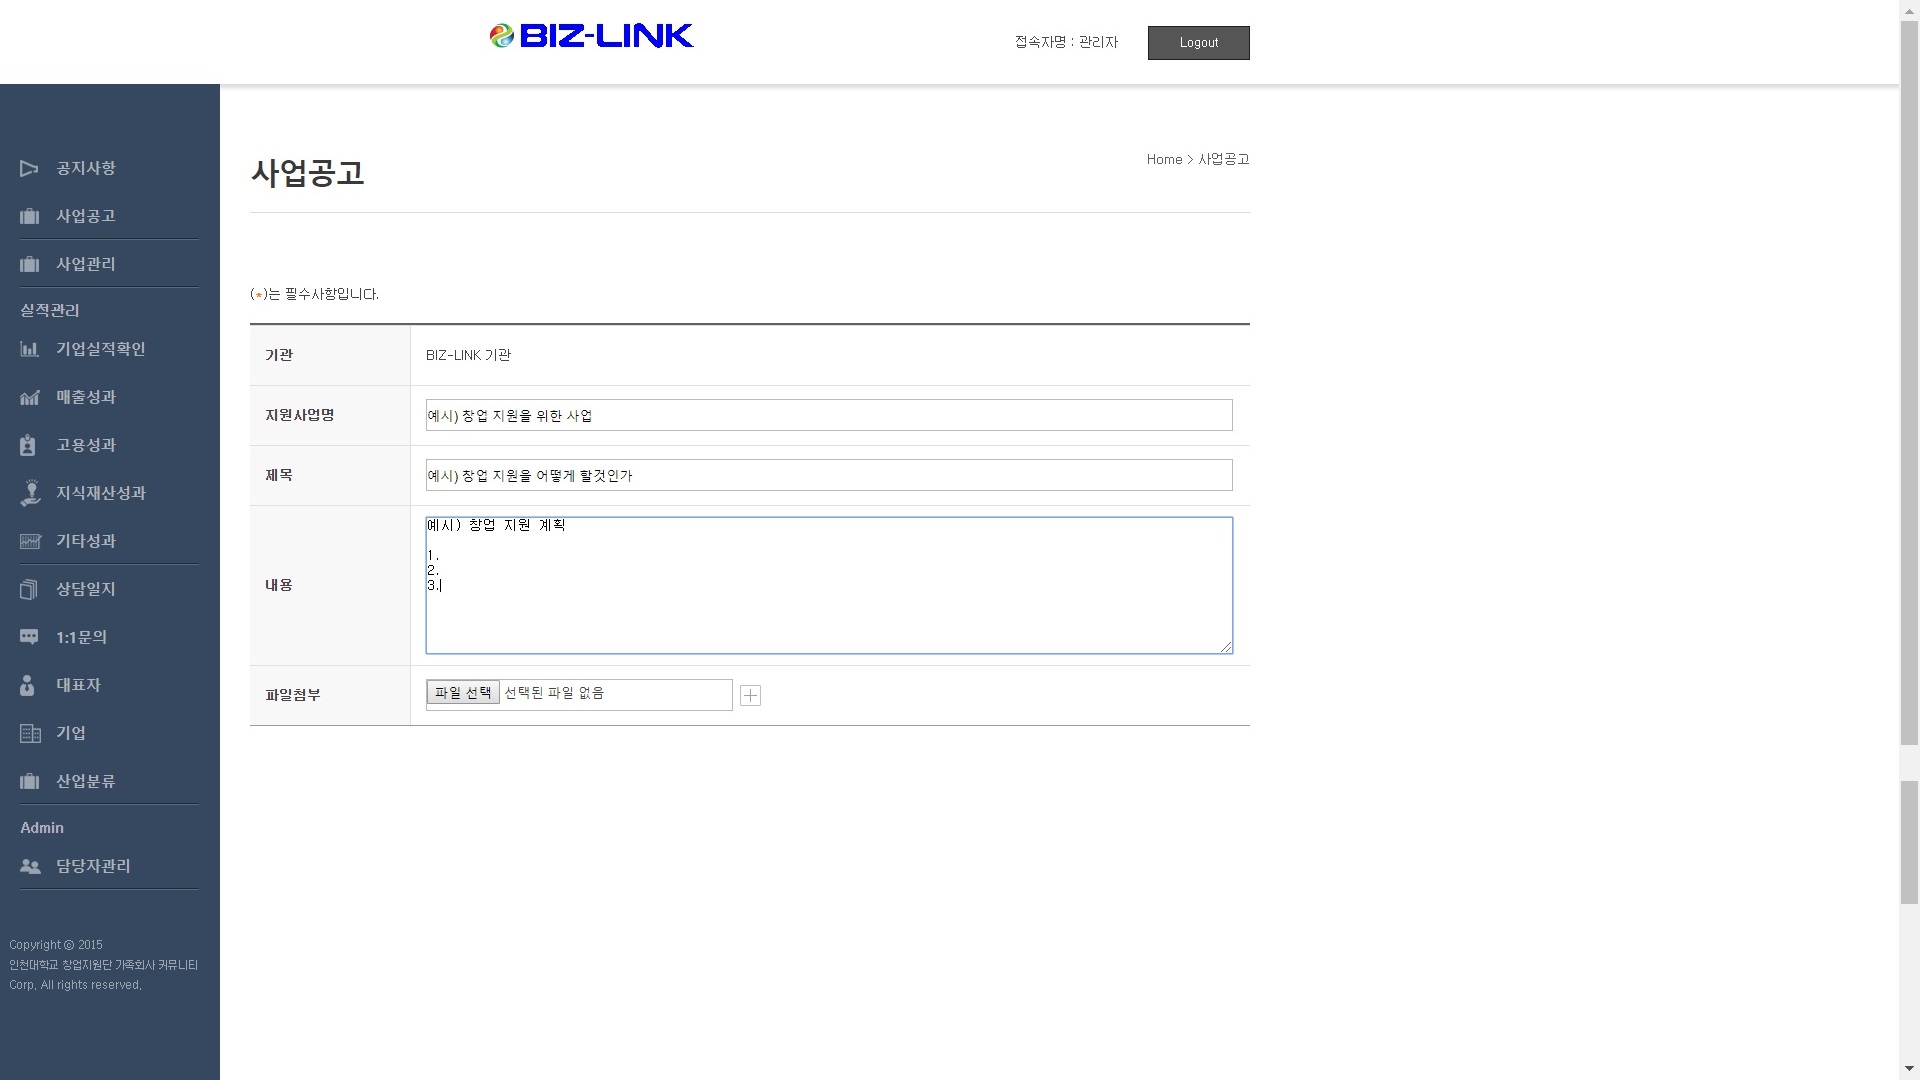 BIZ-LINK
접속자명 : 관리자
Logout
공지사항
사업공고
사업관리
실적관리
기업실적확인
매출성과
고용성과
지식재산성과
기타성과
상담일지
1:1문의
대표자
기업
산업분류
Admin
담당자관리
Copyright ⓒ 2015
인천대학교 창업지원단 가족회사 커뮤니티
Corp. All rights reserved.
사업공고
Home > 사업공고
(*)는 필수사항입니다.
기관
BIZ-LINK 기관
지원사업명
예시) 창업 지원을 위한 사업
제목
예시) 창업 지원을 어떻게 할것인가
내용
예시) 창업 지원 계획
1.
2.
3.
파일첨부
파일 선택 선택된 파일 없음